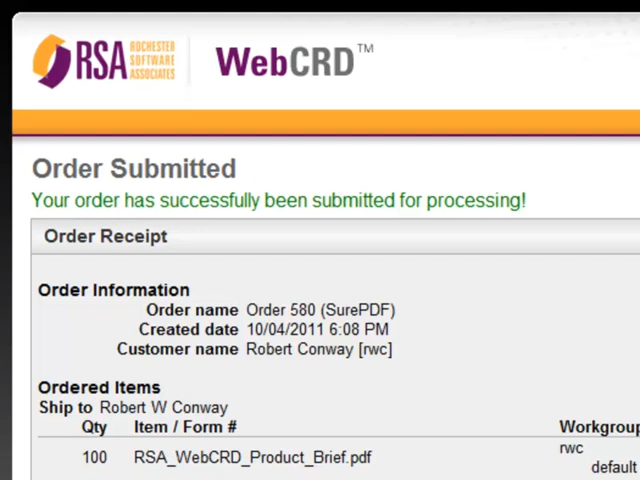 RSA ROCHESTER SOFTWARE ASSOCIATES WebCRD™
Order Submitted
Your order has successfully been submitted for processing!
Order Receipt
Order Information
Order name Order 580 (SurePDF)
Created date 10/04/2011 6:08 PM
Customer name Robert Conway [rwc]
Ordered Items
Ship to Robert W Conway
Qty Item / Form # Workgroup
100 RSA_WebCRD_Product_Brief.pdf rwc
default